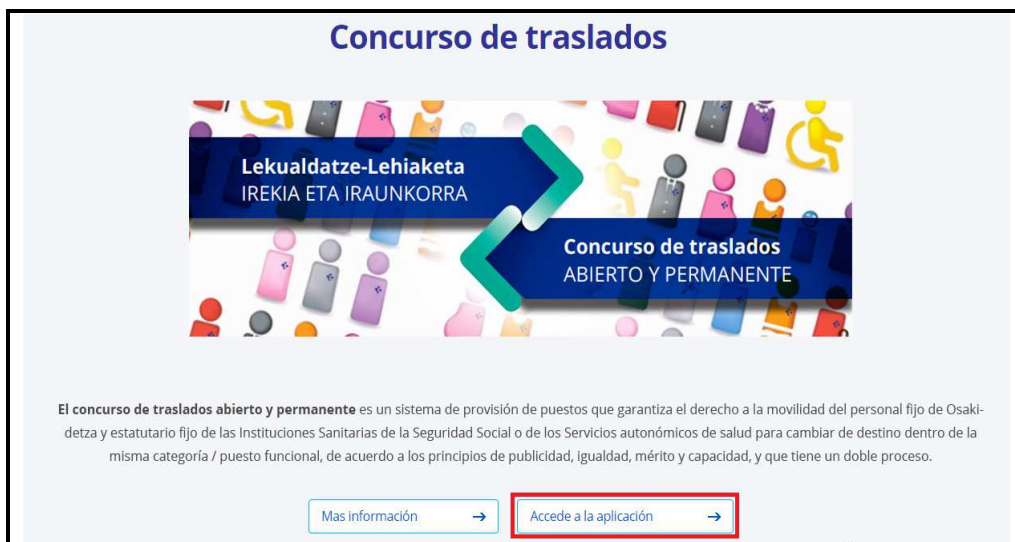 Concurso de traslados
Lekualdatze-Lehiaketa
IREKIA ETA IRAUNKORRA
Concurso de traslados
ABIERTO Y PERMANENTE
El concurso de traslados abierto y permanente es un sistema de provisión de puestos que garantiza el derecho a la movilidad del personal fijo de Osaki-
detza y estatutario fijo de las Instituciones Sanitarias de la Seguridad Social o de los Servicios autonómicos de salud para cambiar de destino dentro de la
misma categoría / puesto funcional, de acuerdo a los principios de publicidad, igualdad, mérito y capacidad, y que tiene un doble proceso.
Mas información →
Accede a la aplicación →